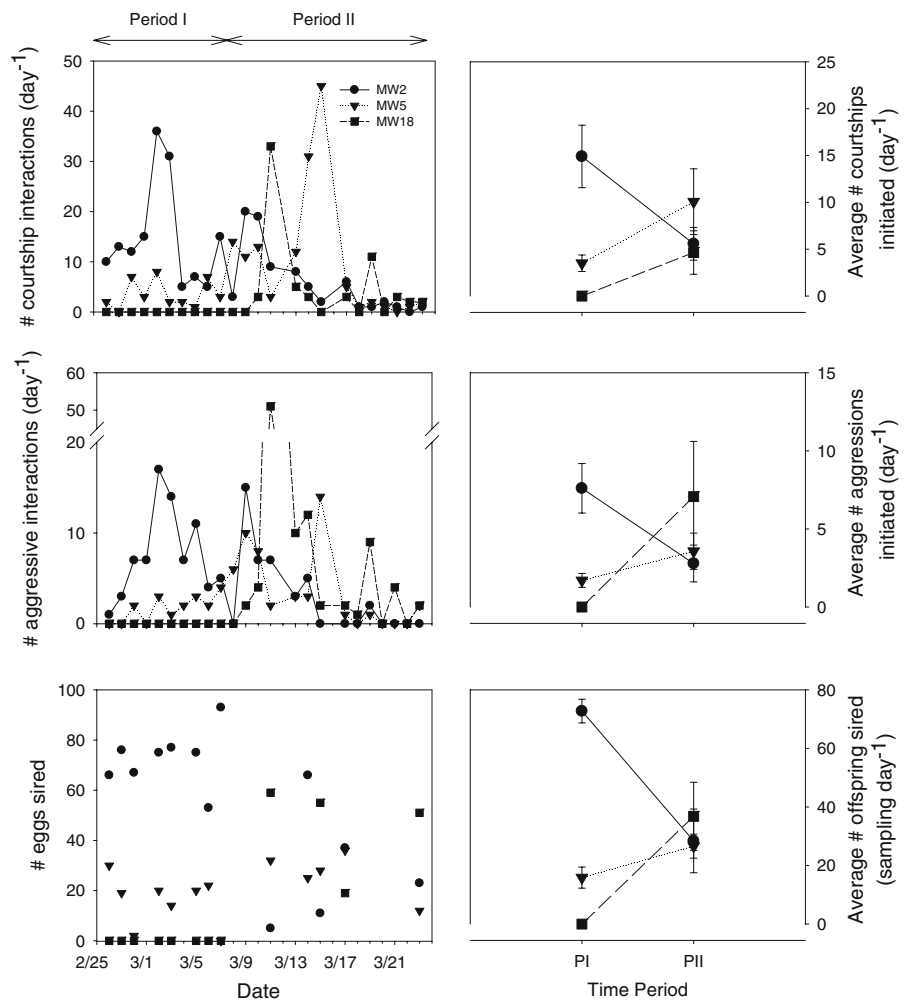 Period I Period II
# courtship interactions (day-1)
50
40
30
20
10
0
MW2
MW5
MW18
25
20
15
10
5
0
Average # courtships
initiated (day-1)
# aggressive interactions (day-1)
60
50
20
10
0
15
10
5
0
Average # aggressions
initiated (day-1)
# eggs sired
100
80
60
40
20
0
2/25 3/1 3/5 3/9 3/13 3/17 3/21
Date
80
60
40
20
0
Average # offspring sired
(sampling day-1)
PI PII
Time Period